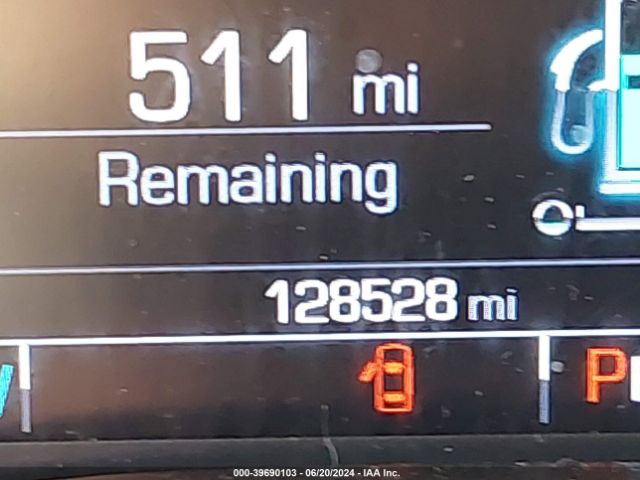 511 mi
Remaining
128528 mi
P
000-39690103 - 06/20/2024 - IAA Inc.